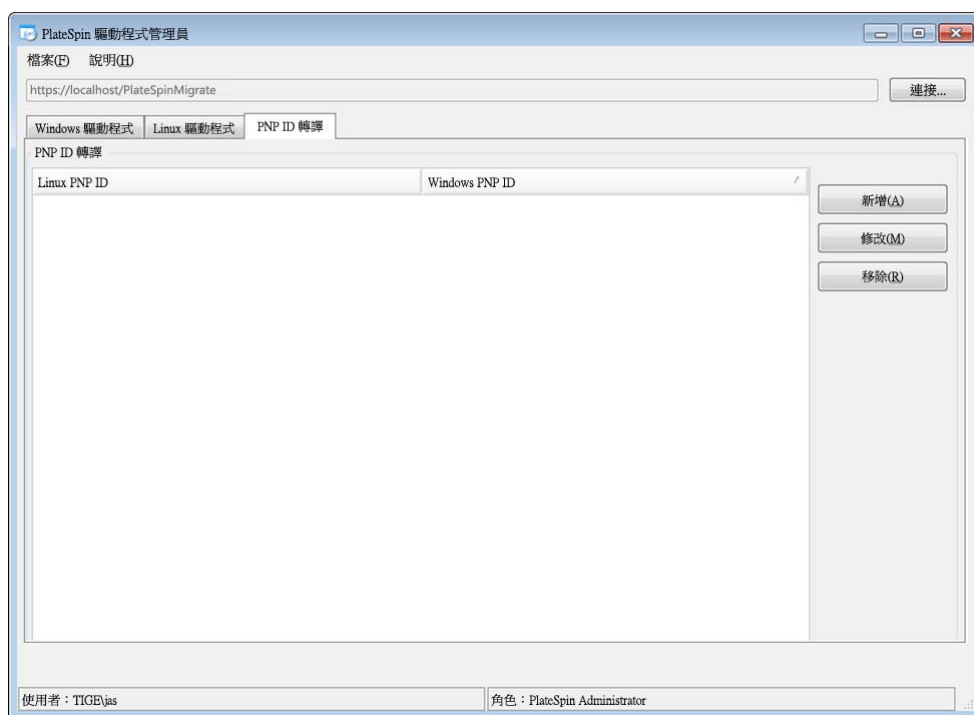 PlateSpin 驅動程式管理員
檔案(F) 說明(H)
https://localhost/PlateSpinMigrate 連接...
Windows 驅動程式 Linux 驅動程式 PNP ID 轉譯
PNP ID 轉譯
Linux PNP ID Windows PNP ID
新增(A)
修改(M)
移除(R)
使用者：TIGE\jas 角色：PlateSpin Administrator